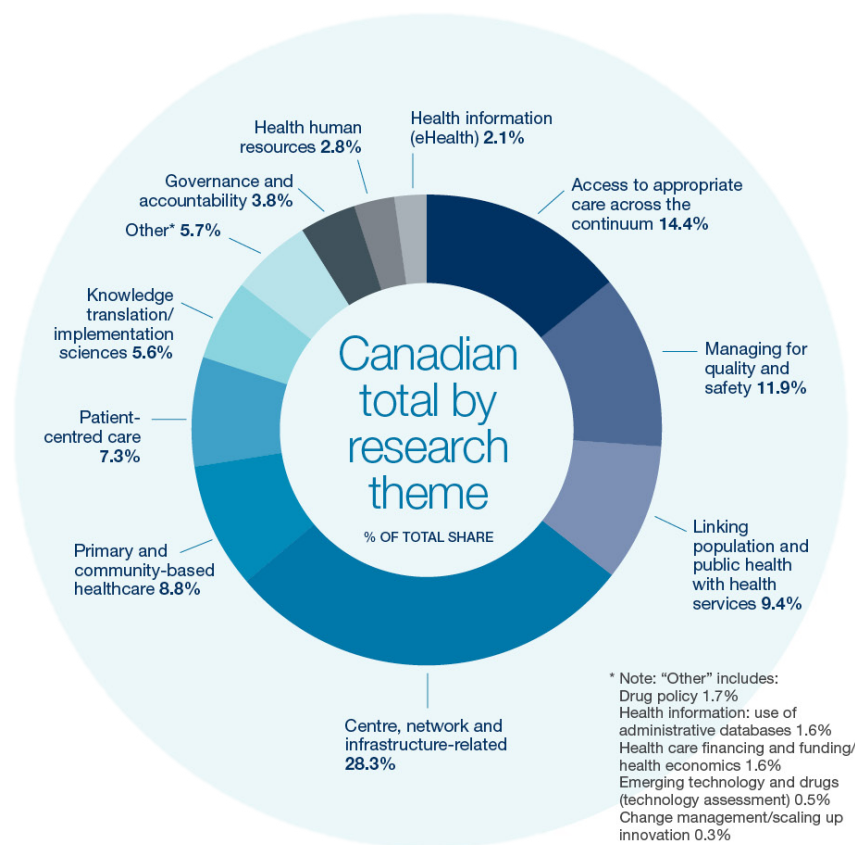 Health information
(eHealth) 2.1%
Health human
resources 2.8%
Governance and
accountability 3.8%
Other* 5.7%
Knowledge
translation/
implementation
sciences 5.6%
Patient-
centred care
7.3%
Primary and
community-based
healthcare 8.8%
Centre, network and
infrastructure-related
28.3%
Access to appropriate
care across the
continuum 14.4%
Managing for
quality and
safety 11.9%
Linking
population and
public health
with health
services 9.4%
Canadian
total by
research
theme
% OF TOTAL SHARE
* Note: “Other” includes:
Drug policy 1.7%
Health information: use of
administrative databases 1.6%
Health care financing and funding/
health economics 1.6%
Emerging technology and drugs
(technology assessment) 0.5%
Change management/scaling up
innovation 0.3%